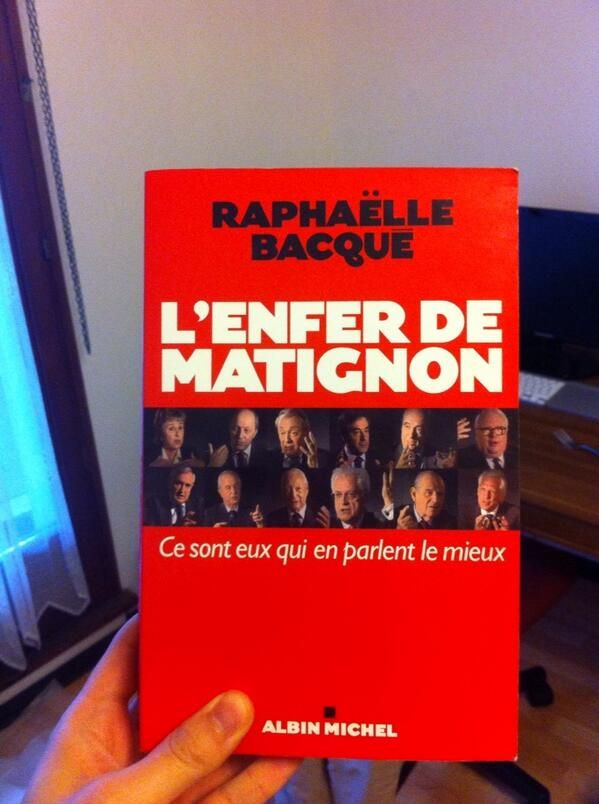 RAPHAËLLE
BACQUÉ
L'ENFER DE
MATIGNON
Ce sont eux qui en parlent le mieux
ALBIN MICHEL